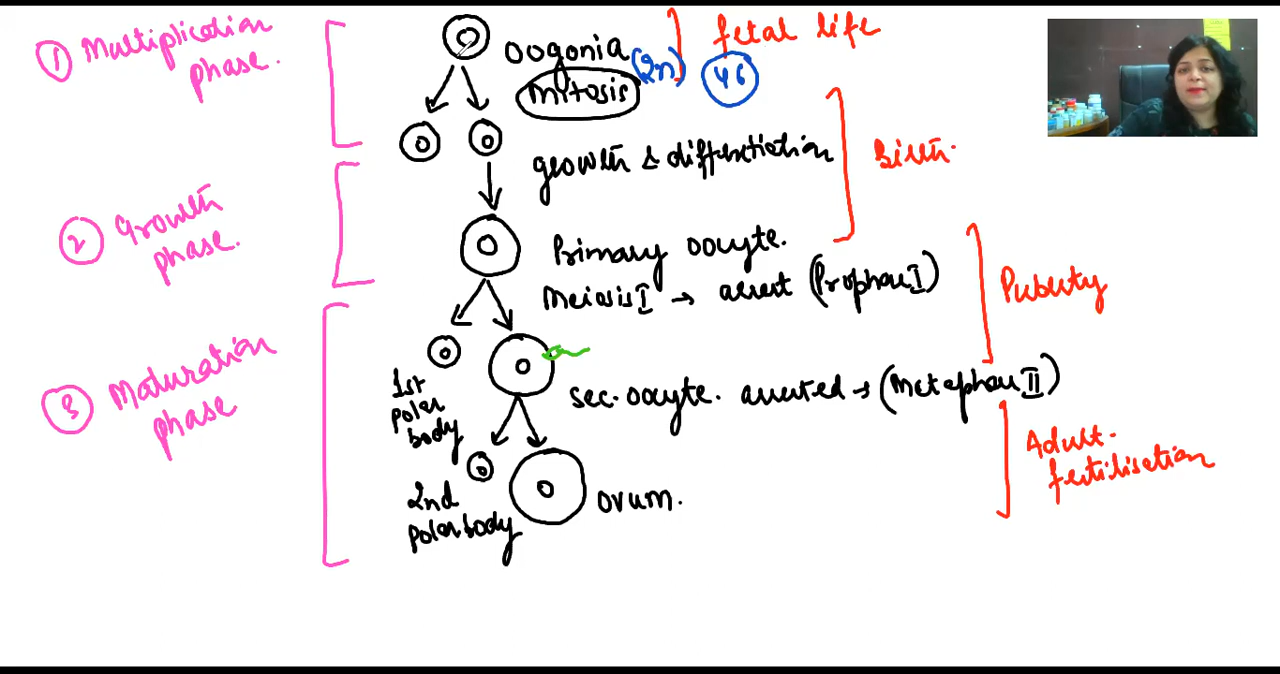 ① Multiplication
phase.
oogonia
(2n)
mitosis
fetal life
46
growth & differtiation
Birth.
② Growth
phase.
Primary oocyte.
Meiosis I → arrest (Prophase I)
Puberty
③ Maturation
phase
1st
polar
body
sec. oocyte. arrested → (Metaphase II)
Adult.
fertilisation
2nd
polar body
ovum.